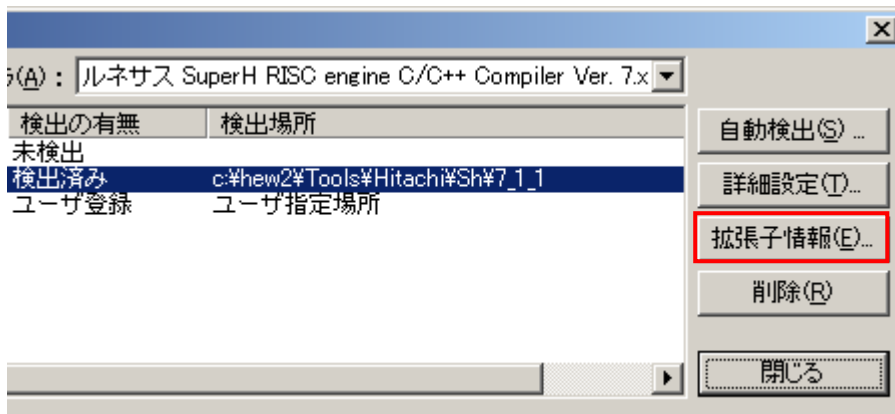 (A)： ルネサス SuperH RISC engine C/C++ Compiler Ver. 7.x
検出の有無 検出場所
未検出
検出済み c:¥hew2¥Tools¥Hitachi¥Sh¥7_1_1
ユーザ登録 ユーザ指定場所
自動検出(S) ...
詳細設定(T)...
拡張子情報(E)...
削除(R)
閉じる